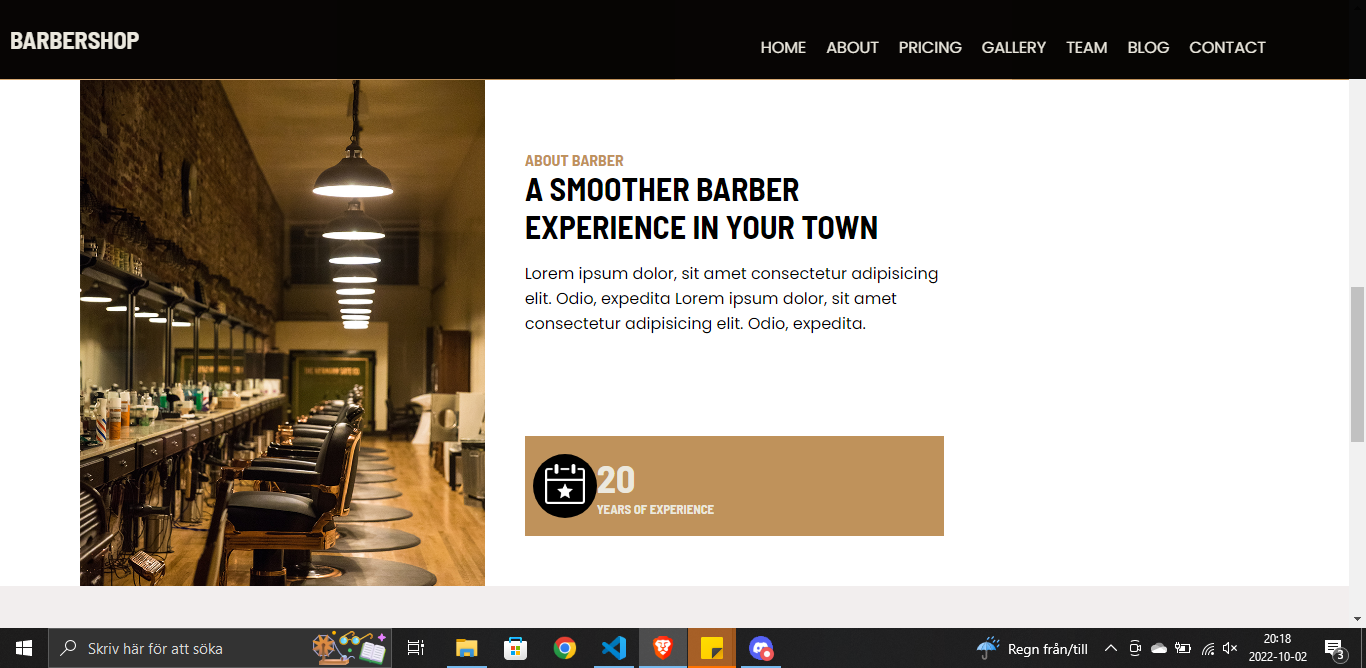 BARBERSHOP
HOME ABOUT PRICING GALLERY TEAM BLOG CONTACT
ABOUT BARBER
A SMOOTHER BARBER
EXPERIENCE IN YOUR TOWN
Lorem ipsum dolor, sit amet consectetur adipisicing
elit. Odio, expedita Lorem ipsum dolor, sit amet
consectetur adipisicing elit. Odio, expedita.
20
YEARS OF EXPERIENCE
Skriv här för att söka
Regn från/till
20:18
2022-10-02
3